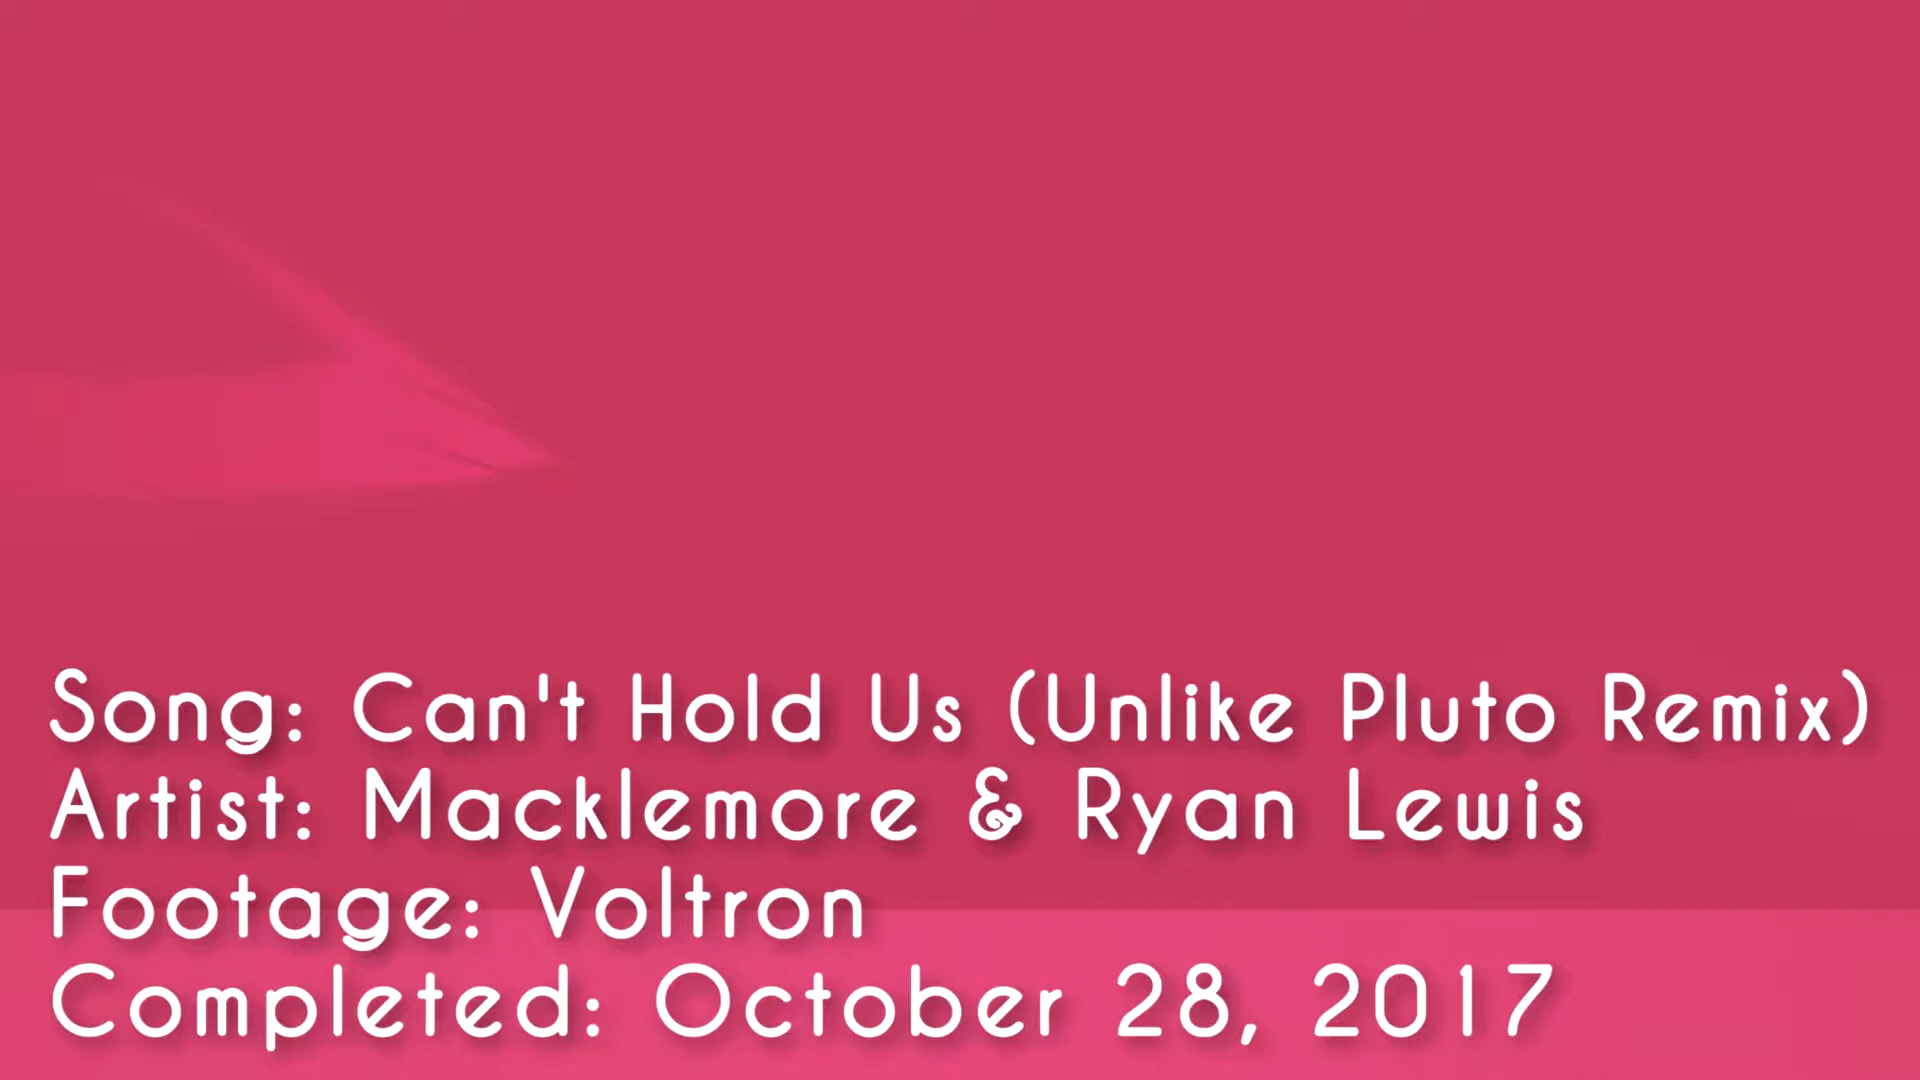 Song: Can't Hold Us (Unlike Pluto Remix)
Artist: Macklemore & Ryan Lewis
Footage: Voltron
Completed: October 28, 2017